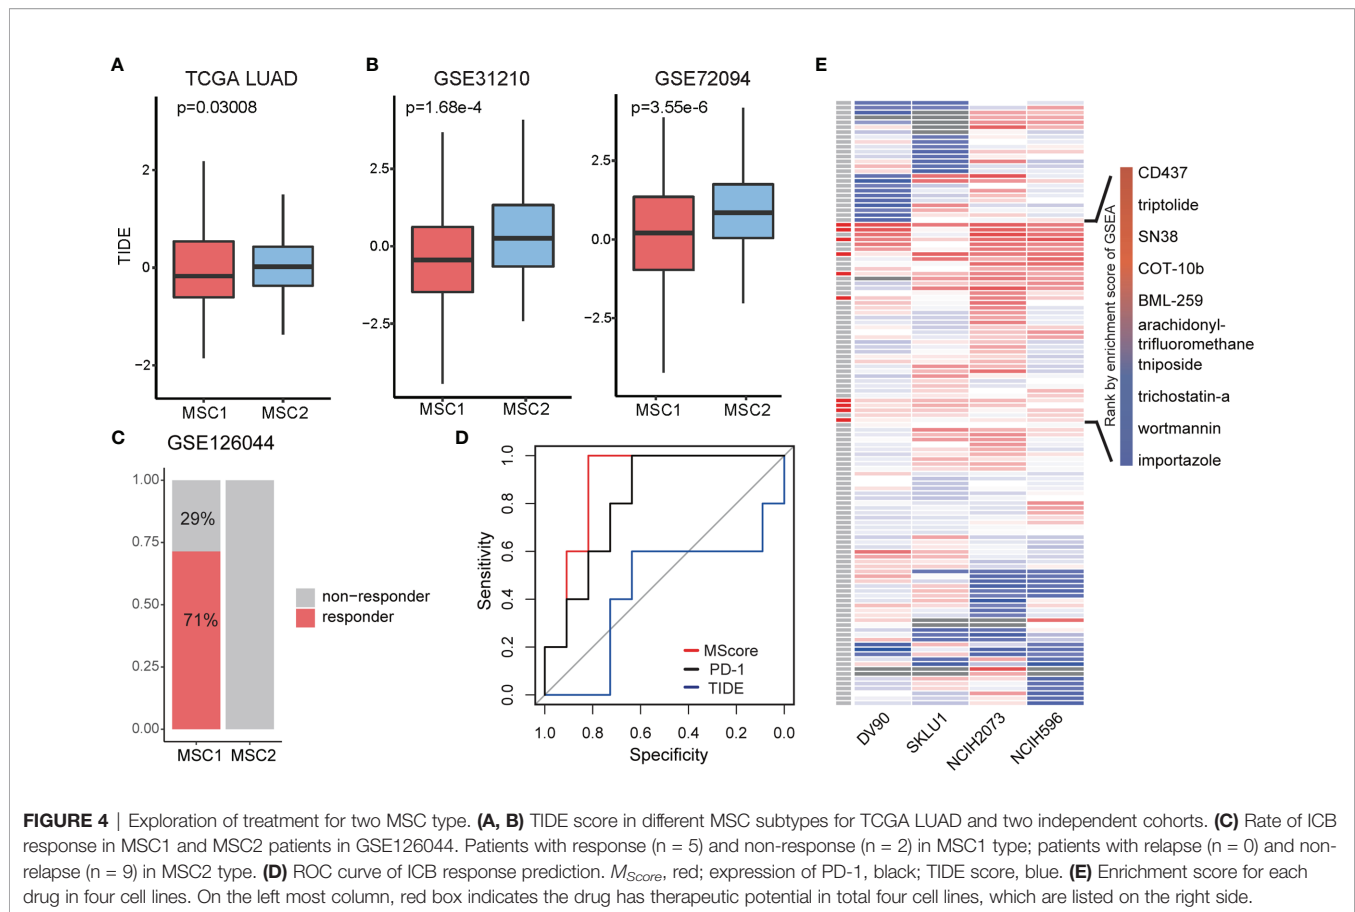 A
TCGA LUAD
p=0.03008
TIDE
2
0
−2
MSC1
MSC2
B
GSE31210
p=1.68e-4
2.5
0.0
−2.5
MSC1
MSC2
GSE72094
p=3.55e-6
2.5
0.0
−2.5
MSC1
MSC2
C
GSE126044
1.00
0.75
0.50
0.25
0.00
29%
71%
MSC1 MSC2
non−responder
responder
D
Sensitivity
1.0
0.8
0.6
0.4
0.2
0.0
MScore
PD-1
TIDE
1.0 0.8 0.6 0.4 0.2 0.0
Specificity
E
DV90
SKLU1
NCIH2073
NCIH596
Rank by enrichment score of GSEA
CD437
triptolide
SN38
COT-10b
BML-259
arachidonyl-
trifluoromethane
tniposide
trichostatin-a
wortmannin
importazole
FIGURE 4 | Exploration of treatment for two MSC type. (A, B) TIDE score in different MSC subtypes for TCGA LUAD and two independent cohorts. (C) Rate of ICB
response in MSC1 and MSC2 patients in GSE126044. Patients with response (n = 5) and non-response (n = 2) in MSC1 type; patients with relapse (n = 0) and non-
relapse (n = 9) in MSC2 type. (D) ROC curve of ICB response prediction. MScore, red; expression of PD-1, black; TIDE score, blue. (E) Enrichment score for each
drug in four cell lines. On the left most column, red box indicates the drug has therapeutic potential in total four cell lines, which are listed on the right side.